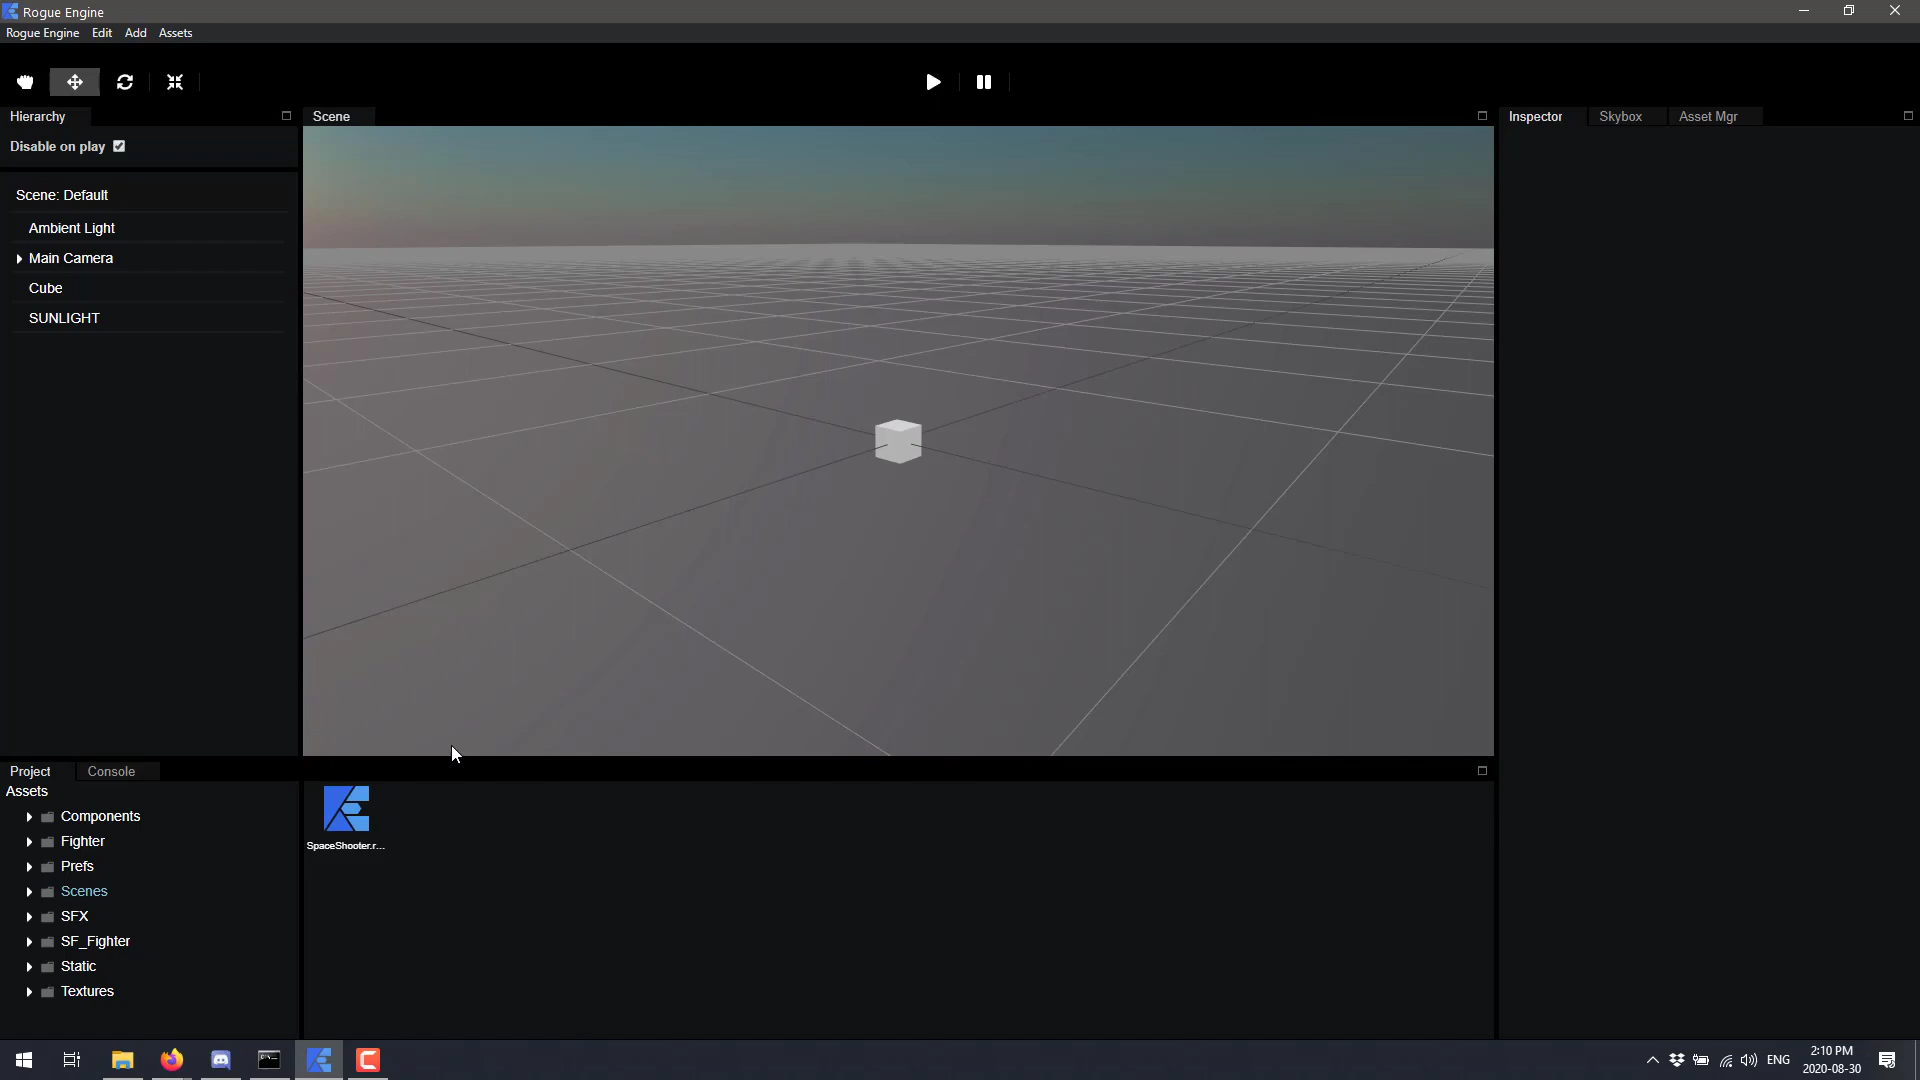 Rogue Engine
Rogue Engine Edit Add Assets
Hierarchy
Scene
Inspector Skybox Asset Mgr
Disable on play
Scene: Default
Ambient Light
Main Camera
Cube
SUNLIGHT
Project Console
Assets
Components
Fighter
Prefs
Scenes
SFX
SF_Fighter
Static
Textures
SpaceShooter.r...
ENG
2:10 PM
2020-08-30